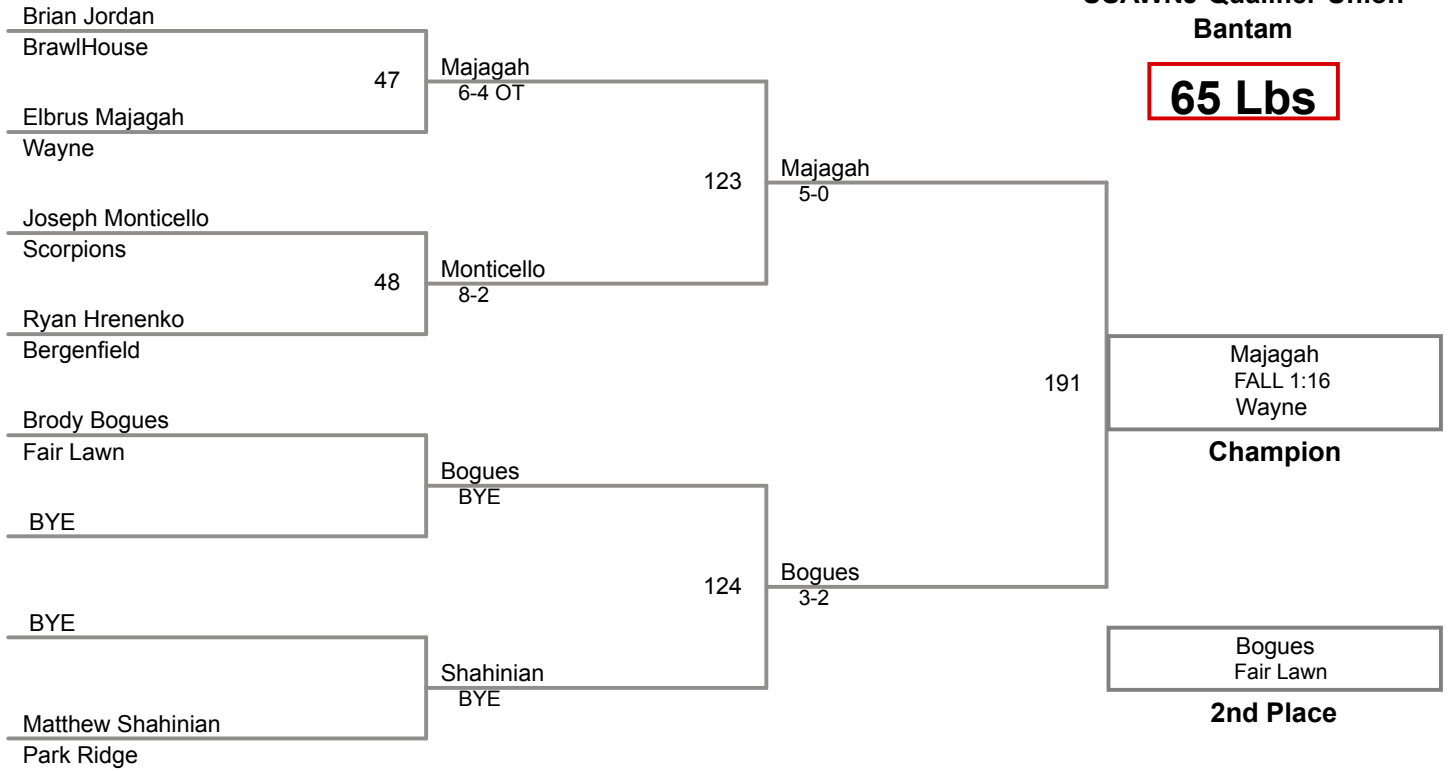 Bantam
65 Lbs
Brian Jordan
BrawlHouse
47
Elbrus Majagah
Wayne
Majagah
6-4 OT
Joseph Monticello
Scorpions
48
Ryan Hrenenko
Bergenfield
Monticello
8-2
123
Majagah
5-0
Brody Bogues
Fair Lawn
BYE
Bogues
BYE
BYE
Matthew Shahinian
Park Ridge
Shahinian
BYE
124
Bogues
3-2
191
Majagah
FALL 1:16
Wayne
Champion
Bogues
Fair Lawn
2nd Place